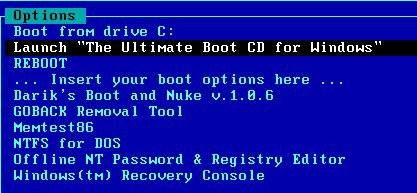 Options
Boot from drive C:
Launch "The Ultimate Boot CD for Windows"
REBOOT
... Insert your boot options here ...
Darik's Boot and Nuke v.1.0.6
GOBACK Removal Tool
Memtest86
NTFS for DOS
Offline NT Password & Registry Editor
Windows(tm) Recovery Console